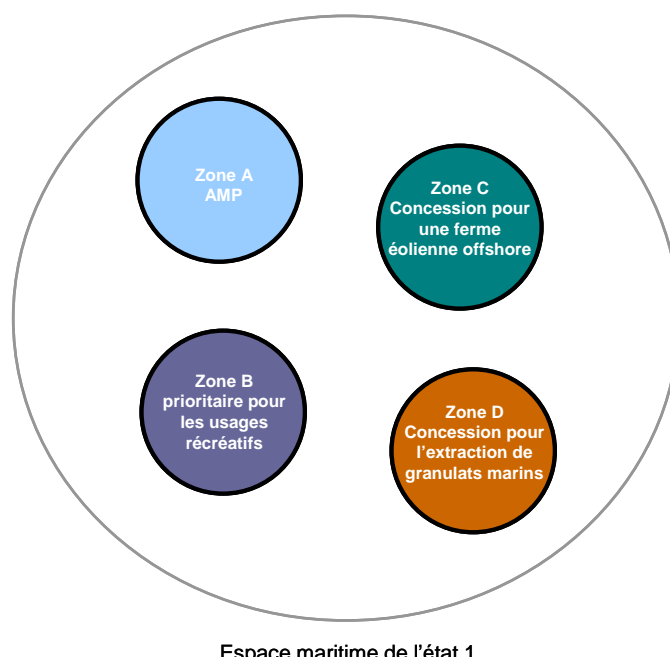 Zone A
AMP
Zone C
Concession pour
une ferme
éolienne offshore
Zone B
prioritaire pour
les usages
récréatifs
Zone D
Concession pour
l'extraction de
granulats marins
Espace maritime de l'état 1